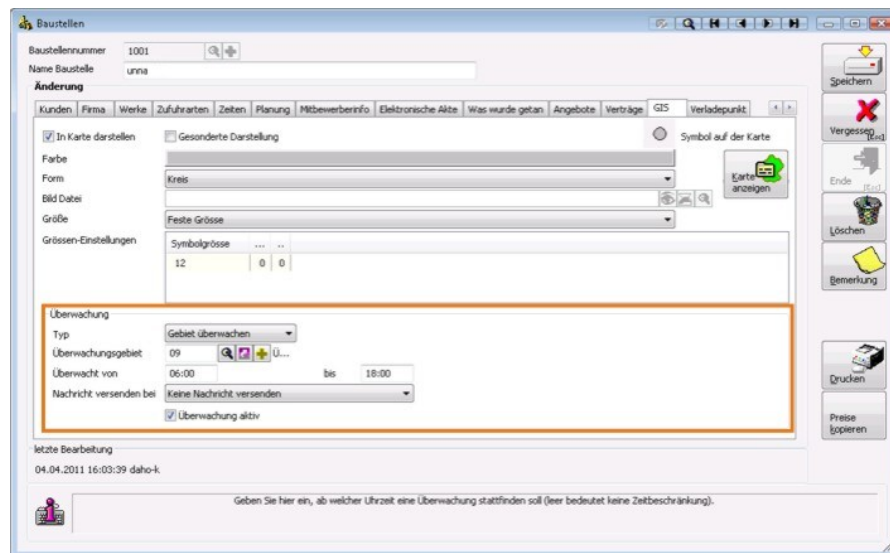 Baustellen
Baustellennummer 1001
Name Baustelle unna
Änderung
Kunden Firma Werke Zufuhrarten Zeiten Planung Mitbewerberinfo Elektronische Akte Was wurde getan Angebote Verträge GIS Verladepunkt
In Karte darstellen Gesonderte Darstellung Symbol auf der Karte
Farbe
Form Kreis
Karte anzeigen
Bild Datei
Größe Feste Grösse
Grössen-Einstellungen Symbolgrösse ... ..
12 0 0
Überwachung
Typ Gebiet überwachen
Überwachungsgebiet 09 Ü...
Überwacht von 06:00 bis 18:00
Nachricht versenden bei Keine Nachricht versenden
Überwachung aktiv
letzte Bearbeitung
04.04.2011 16:03:39 daho-k
Geben Sie hier ein, ab welcher Uhrzeit eine Überwachung stattfinden soll (leer bedeutet keine Zeitbeschränkung).
Speichern
Vergessen [Esc]
Ende [Esc]
Löschen
Bemerkung
Drucken
Preise
kopieren